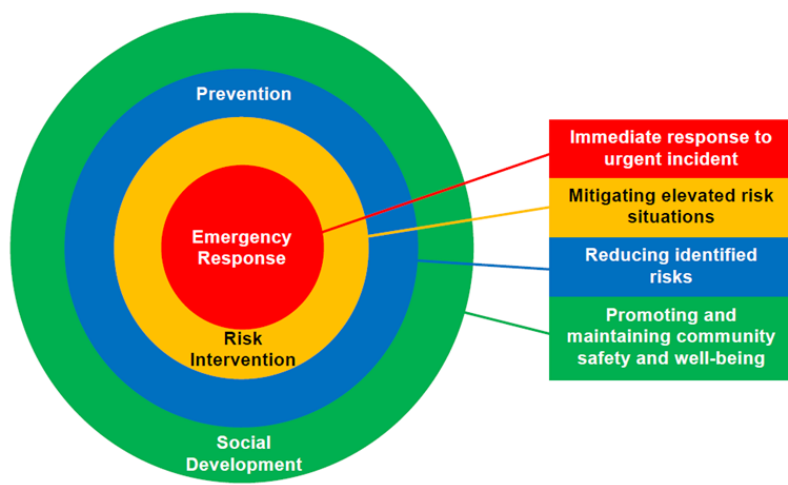 Prevention
Emergency
Response
Risk
Intervention
Social
Development
Immediate response to
urgent incident
Mitigating elevated risk
situations
Reducing identified
risks
Promoting and
maintaining community
safety and well-being